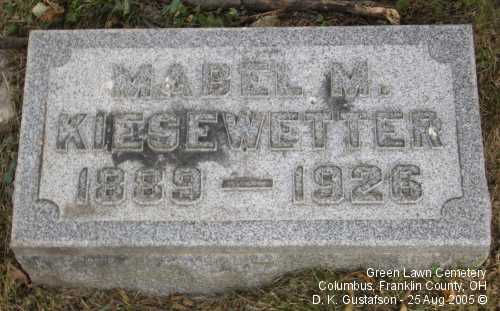 MABEL M.
KIESEWETTER
1889 — 1926
Green Lawn Cemetery
Columbus, Franklin County, OH
D. K. Gustafson - 25 Aug 2005 ©